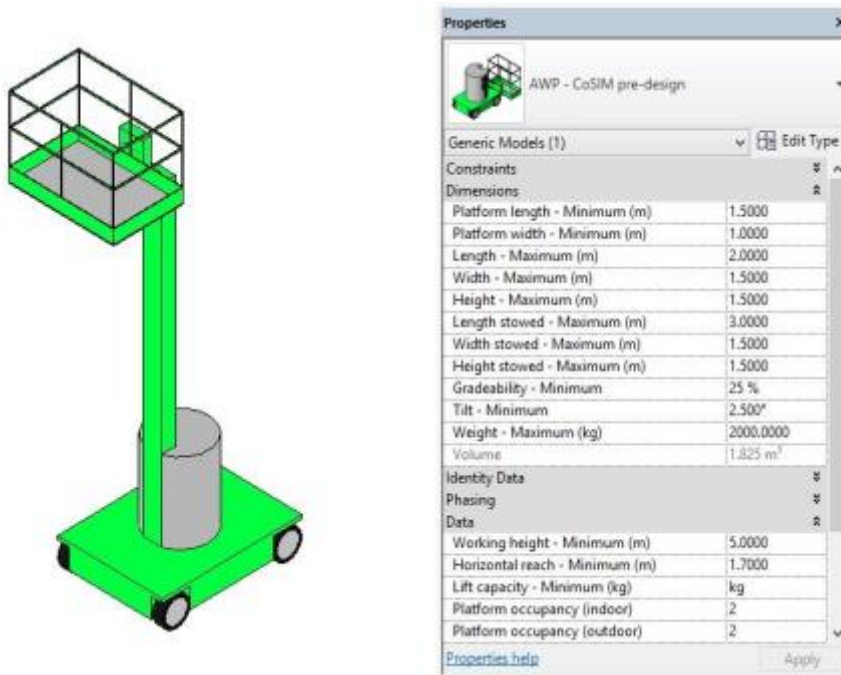 Properties
AWP - CoSIM pre-design
Generic Models (1) Edit Type
Constraints
Dimensions
Platform length - Minimum (m) 1.5000
Platform width - Minimum (m) 1.0000
Length - Maximum (m) 2.0000
Width - Maximum (m) 1.5000
Height - Maximum (m) 1.5000
Length stowed - Maximum (m) 3.0000
Width stowed - Maximum (m) 1.5000
Height stowed - Maximum (m) 1.5000
Gradeability - Minimum 25 %
Tilt - Minimum 2.500°
Weight - Maximum (kg) 2000.0000
Volume 1.825 m³
Identity Data
Phasing
Data
Working height - Minimum (m) 5.0000
Horizontal reach - Minimum (m) 1.7000
Lift capacity - Minimum (kg) kg
Platform occupancy (indoor) 2
Platform occupancy (outdoor) 2
Properties help Apply